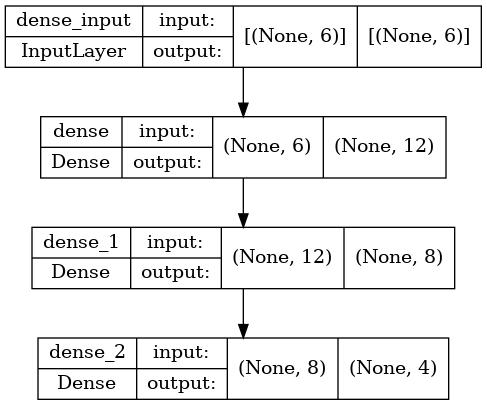 dense_input input: [(None, 6)] [(None, 6)]
InputLayer output:
dense input: (None, 6) (None, 12)
Dense output:
dense_1 input: (None, 12) (None, 8)
Dense output:
dense_2 input: (None, 8) (None, 4)
Dense output: